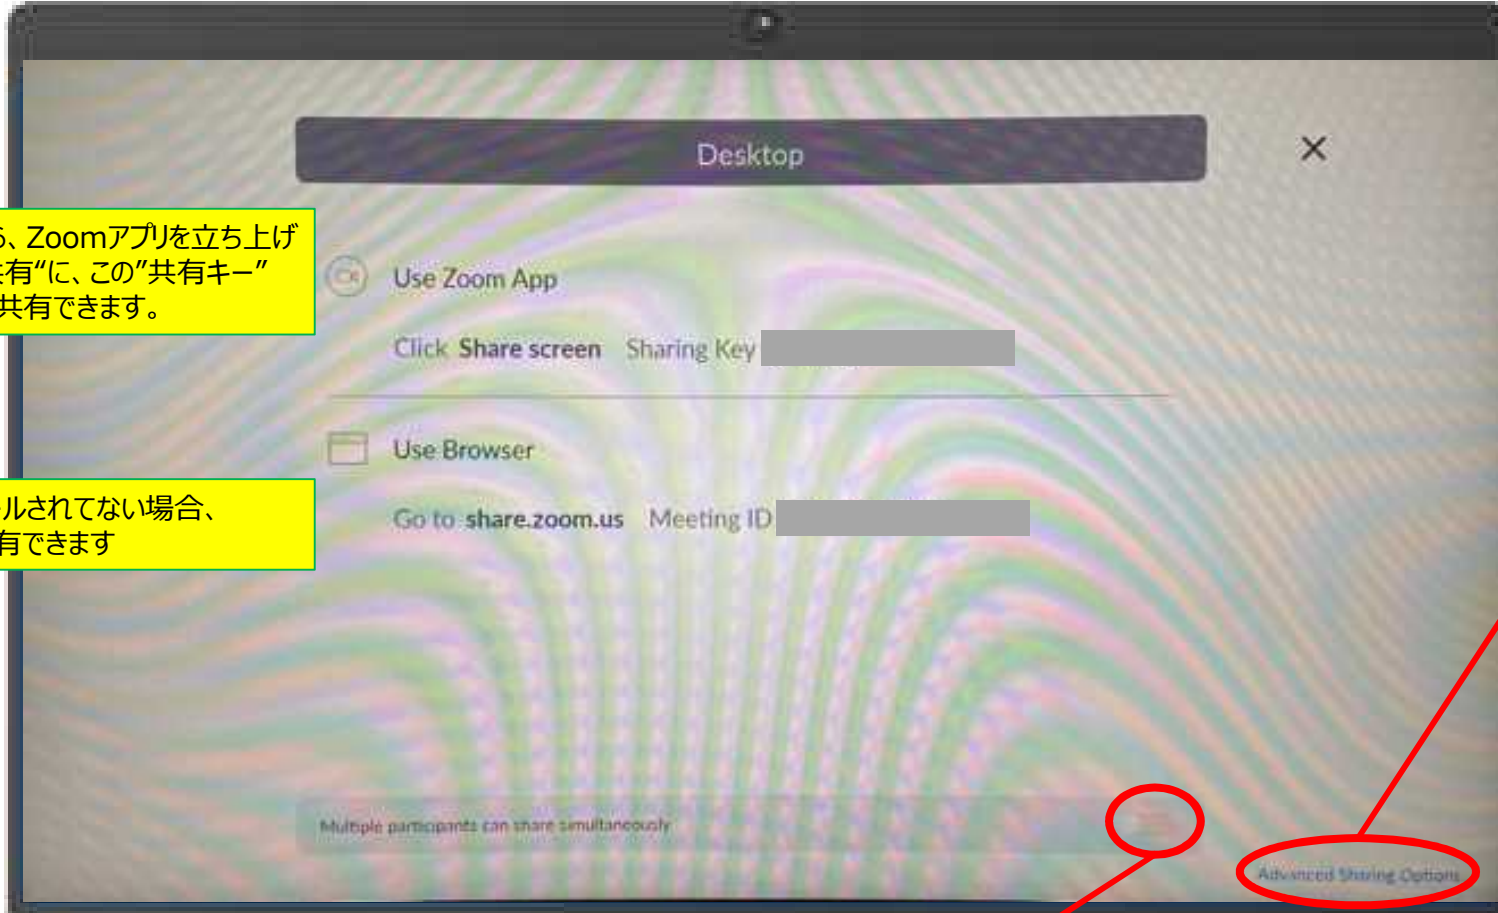 Desktop
、Zoomアプリを立ち上げ
有“に、この”共有キー”
共有できます。
Use Zoom App
Click Share screen Sharing Key
Use Browser
ルされてない場合、
有できます
Go to share.zoom.us Meeting ID
Multiple participants can share simultaneously
Advanced Sharing Options